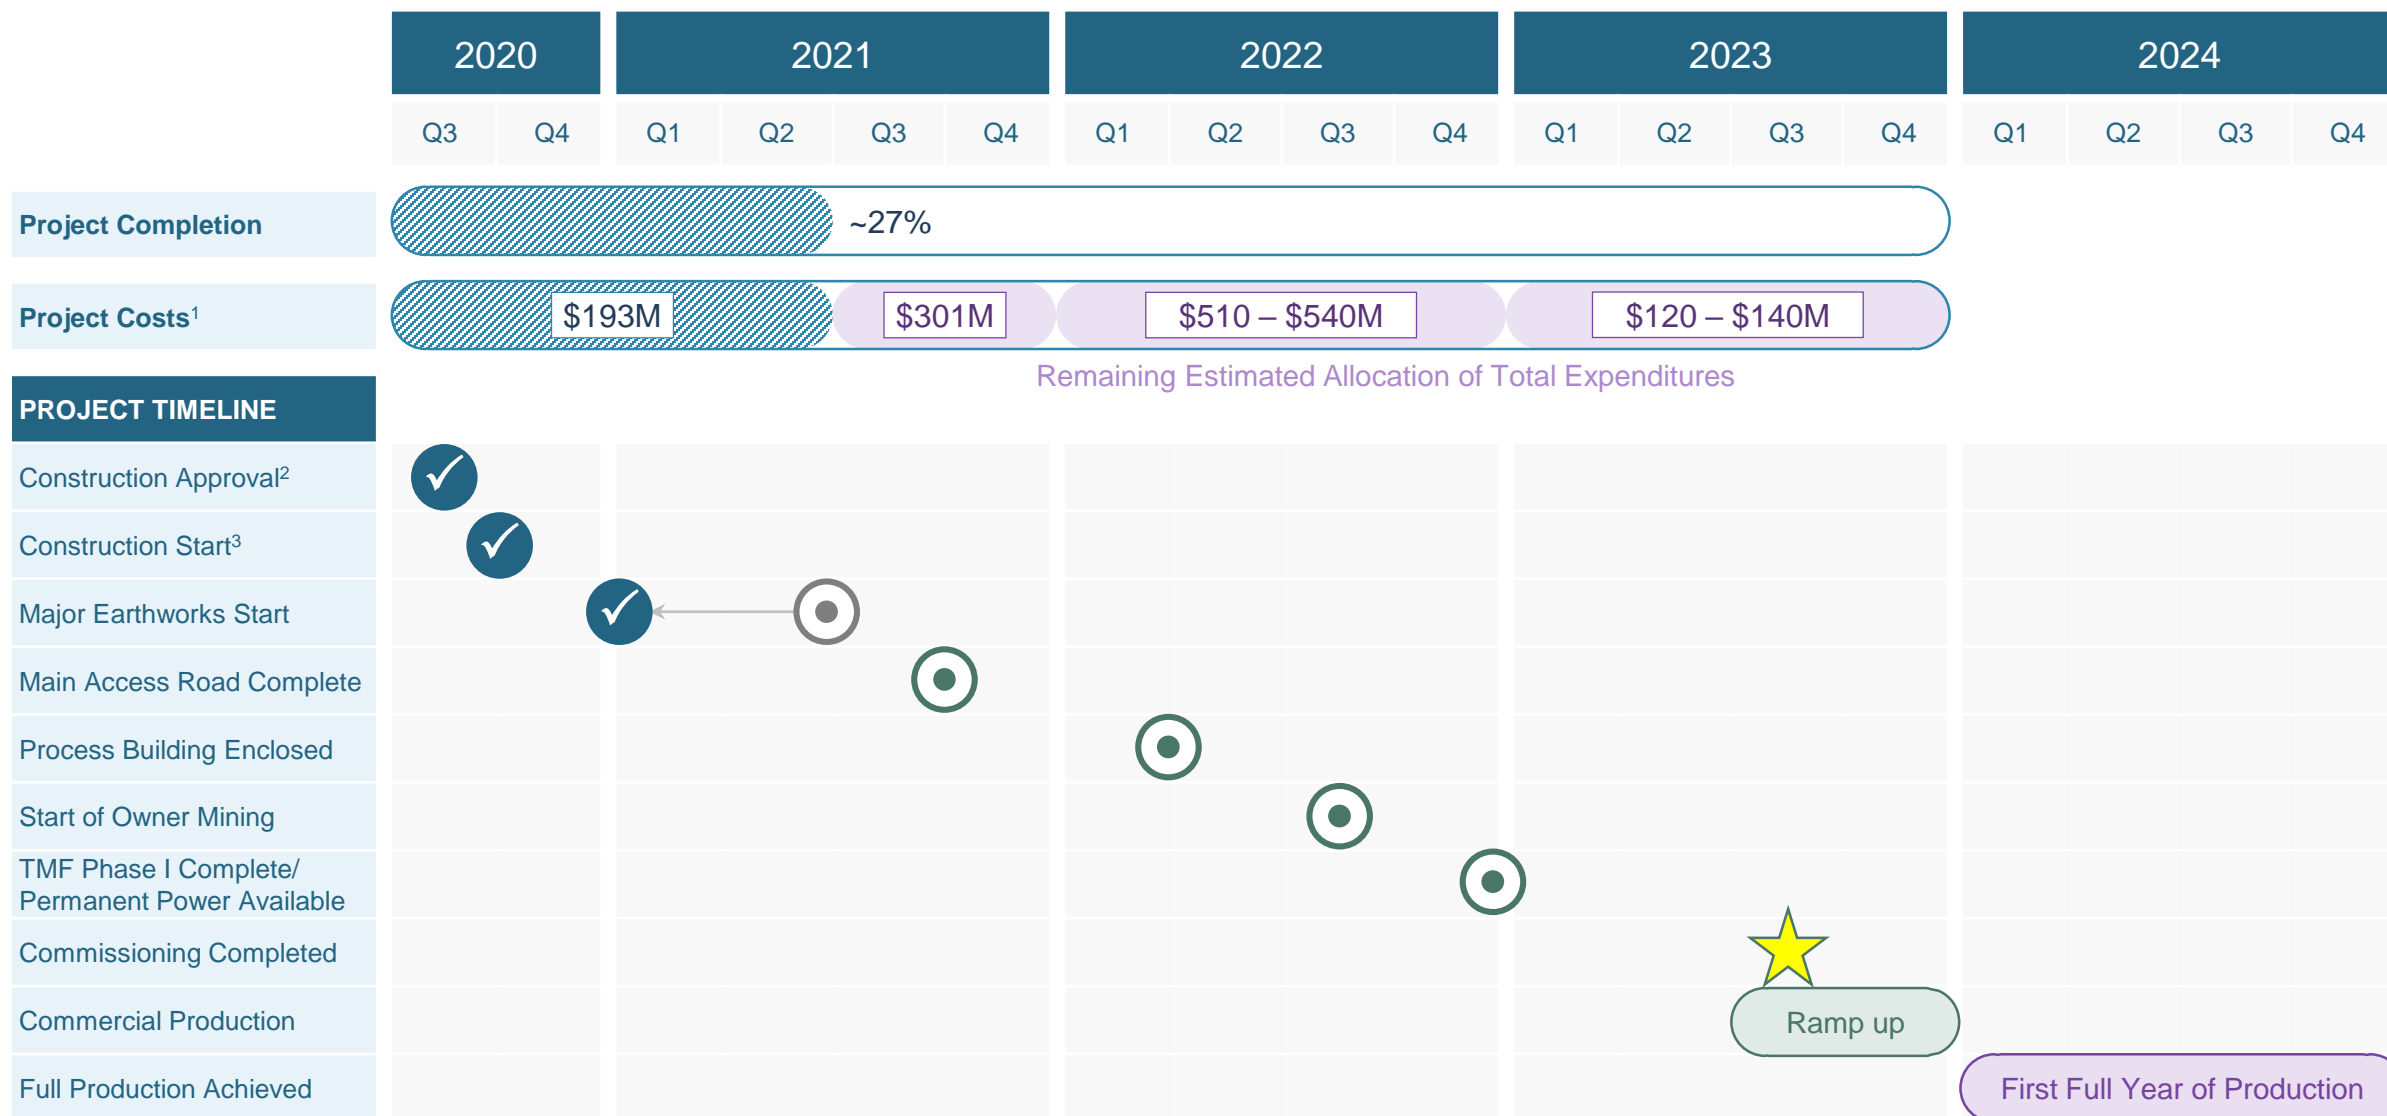 2020 2021 2022 2023 2024
Q3 Q4 Q1 Q2 Q3 Q4 Q1 Q2 Q3 Q4 Q1 Q2 Q3 Q4 Q1 Q2 Q3 Q4
Project Completion ~27%
Project Costs¹ $193M $301M $510 – $540M $120 – $140M
Remaining Estimated Allocation of Total Expenditures
PROJECT TIMELINE
Construction Approval²
Construction Start³
Major Earthworks Start
Main Access Road Complete
Process Building Enclosed
Start of Owner Mining
TMF Phase I Complete/
Permanent Power Available
Commissioning Completed
Commercial Production Ramp up
Full Production Achieved First Full Year of Production